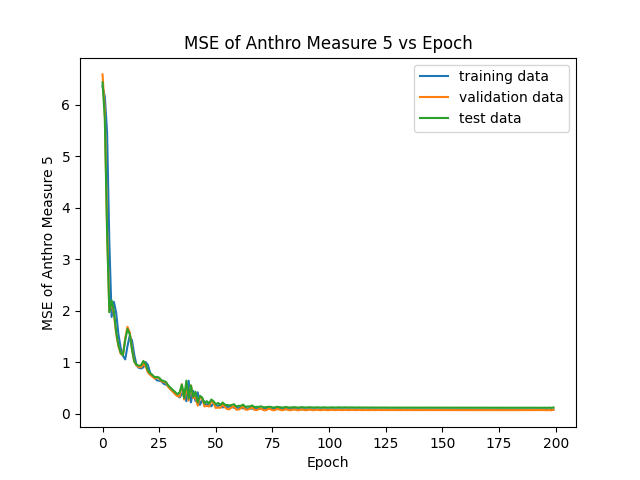 MSE of Anthro Measure 5 vs Epoch
training data
validation data
test data
MSE of Anthro Measure 5
6
5
4
3
2
1
0
0 25 50 75 100 125 150 175 200
Epoch